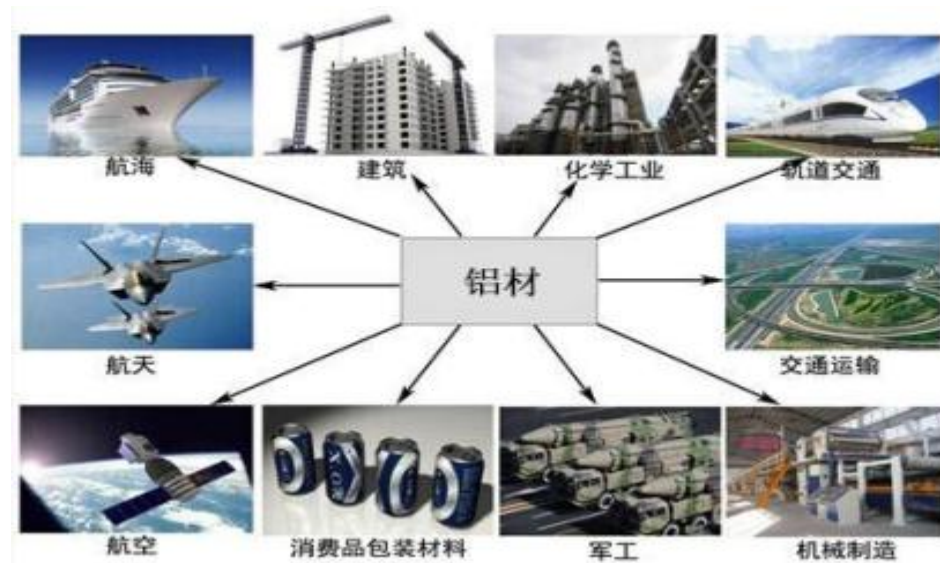 航海
建筑
化学工业
轨道交通
铝材
航天
交通运输
航空
消费品包装材料
军工
机械制造